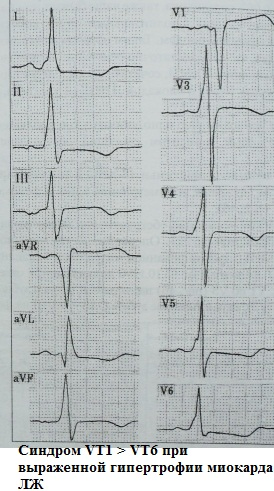 I
II
III
aVR
aVL
aVF
V1
V3
V4
V5
V6
Синдром VT1 > VT6 при
выраженной гипертрофии миокарда
ЛЖ